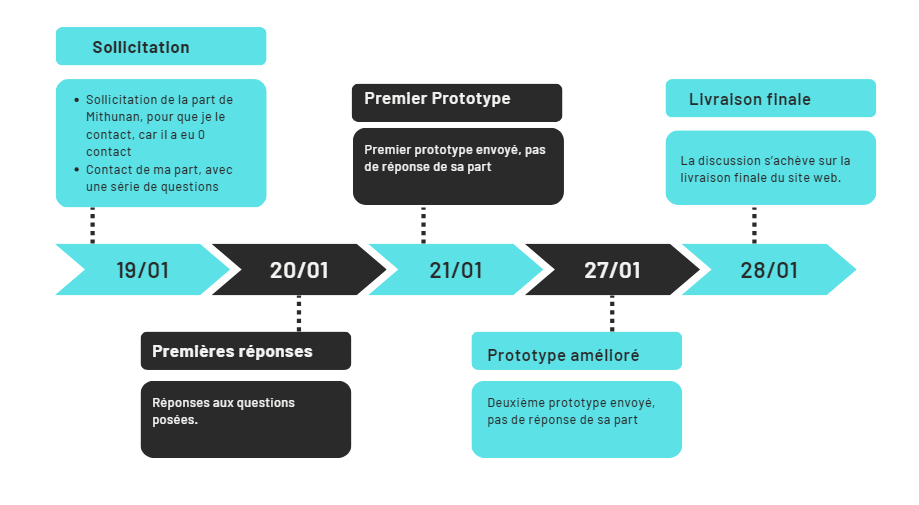 Sollicitation
• Sollicitation de la part de
Mithunan, pour que je le
contact, car il a eu 0
contact
• Contact de ma part, avec
une série de questions
Premier Prototype
Premier prototype envoyé, pas
de réponse de sa part
Livraison finale
La discussion s'achève sur la
livraison finale du site web.
19/01
20/01
21/01
27/01
28/01
Premières réponses
Réponses aux questions
posées.
Prototype amélioré
Deuxième prototype envoyé,
pas de réponse de sa part